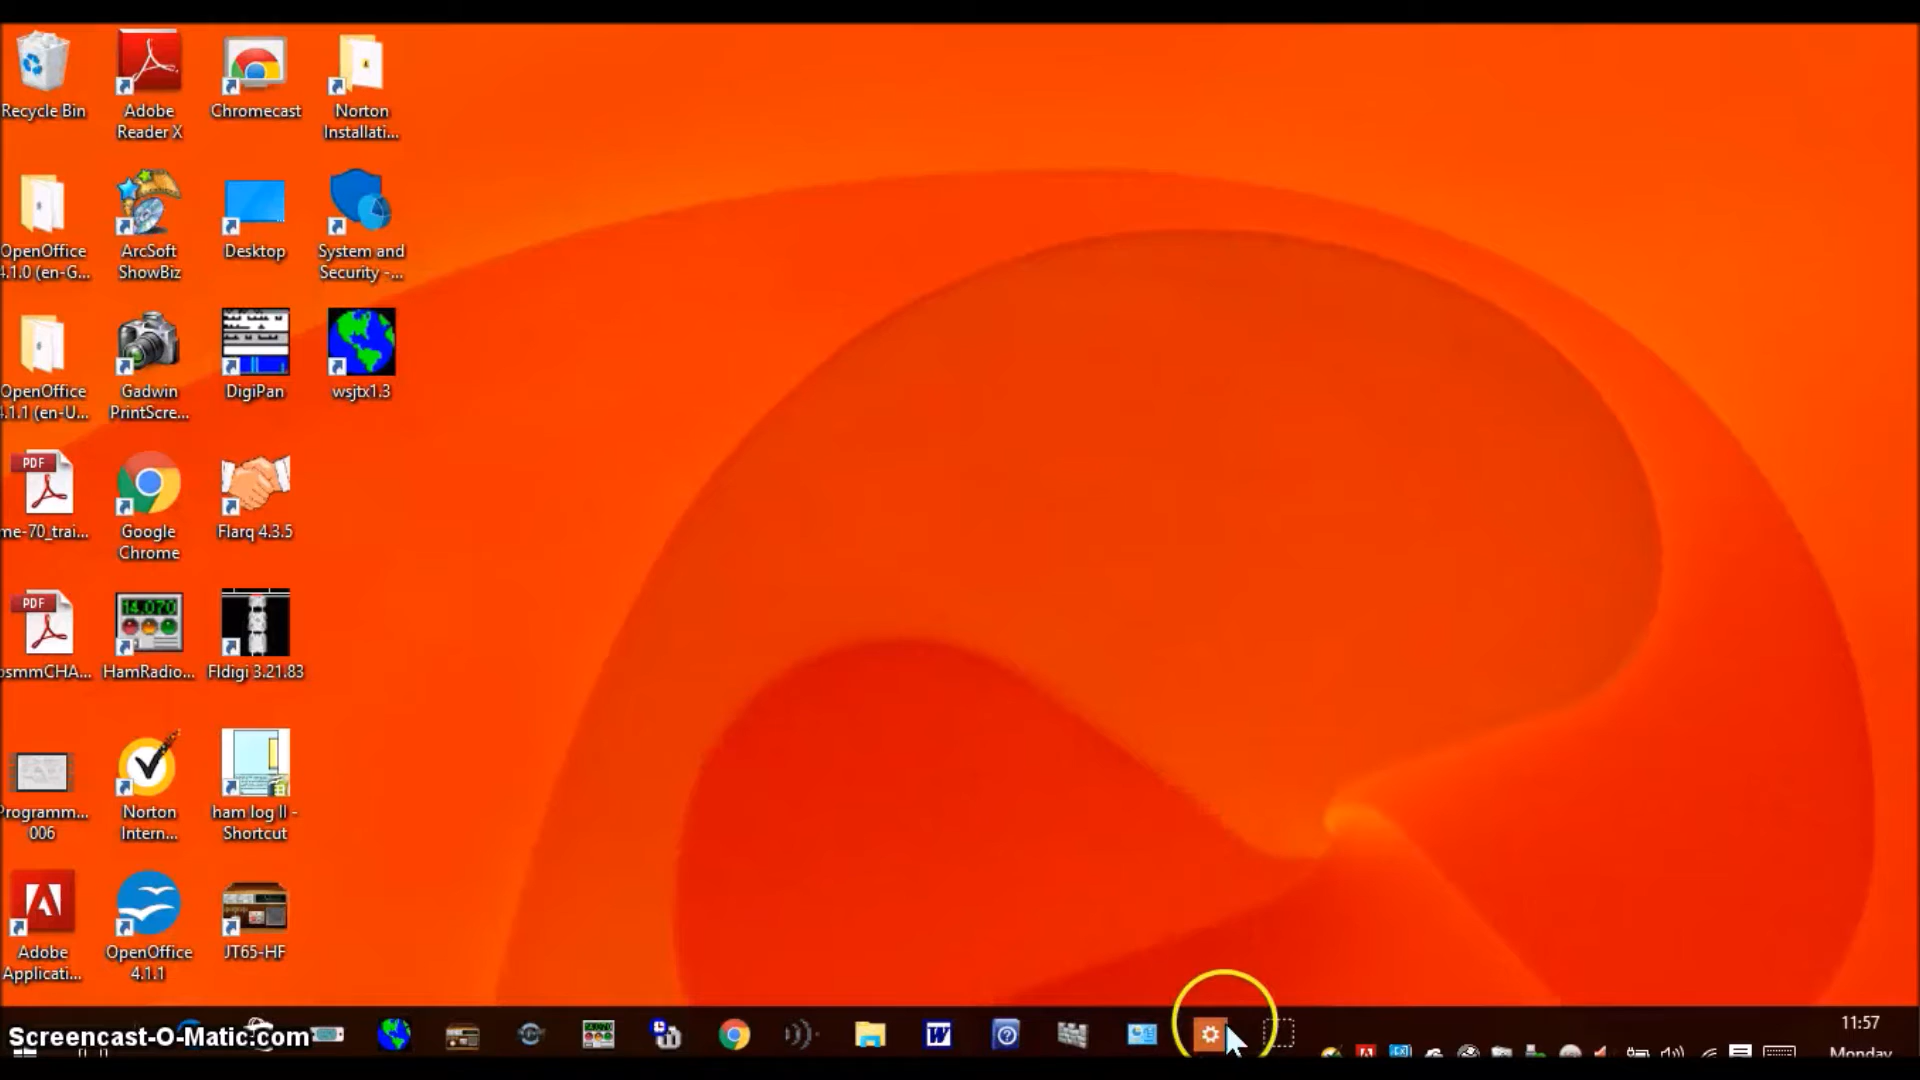 Recycle Bin
Adobe
Reader X
Chromecast
Norton
Installati...
OpenOffice
4.1.0 (en-G...
ArcSoft
ShowBiz
Desktop
System and
Security -...
OpenOffice
4.1.1 (en-U...
Gadwin
PrintScre...
DigiPan
wsjtx1.3
PDF
me-70_trai...
Google
Chrome
Flarq 4.3.5
PDF
osmmCHA...
14.070
HamRadio...
Fldigi 3.21.83
Programm...
006
Norton
Intern...
ham log II -
Shortcut
Adobe
Applicati...
OpenOffice
4.1.1
JT65-HF
Screencast-O-Matic.com
W
11:57
Monday